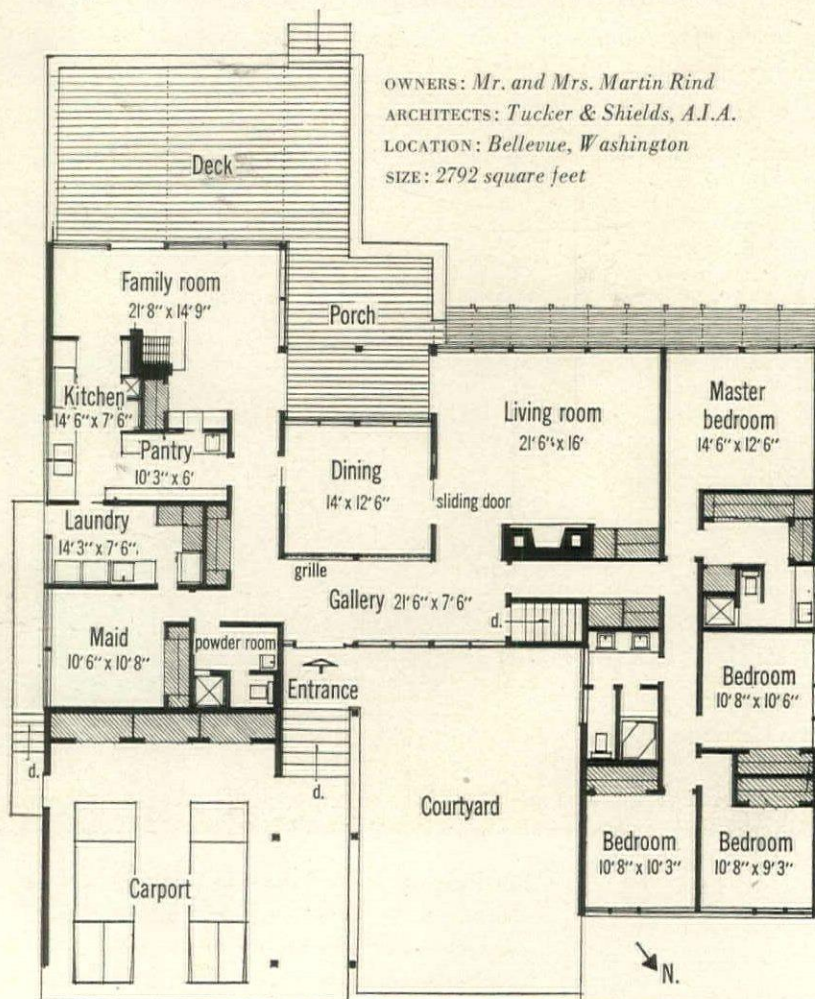 OWNERS: Mr. and Mrs. Martin Rind
ARCHITECTS: Tucker & Shields, A.I.A.
LOCATION: Bellevue, Washington
SIZE: 2792 square feet
Deck
Family room
21'8" x 14'9"
Porch
Kitchen
14'6" x 7'6"
Pantry
10'3" x 6'
Dining
14' x 12'6"
Living room
21'6" x 16'
Master
bedroom
14'6" x 12'6"
sliding door
Laundry
14'3" x 7'6"
grille
Gallery 21'6" x 7'6"
d.
Maid
10'6" x 10'8"
powder room
Entrance
Bedroom
10'8" x 10'6"
d.
d.
Courtyard
Bedroom
10'8" x 10'3"
Bedroom
10'8" x 9'3"
Carport
N.